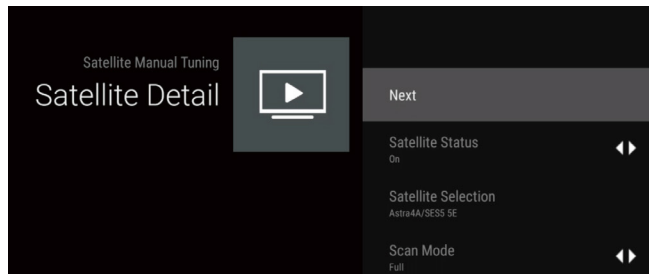 Satellite Manual Tuning
Satellite Detail
Next
Satellite Status
On
Satellite Selection
Astra4A/SES5 5E
Scan Mode
Full